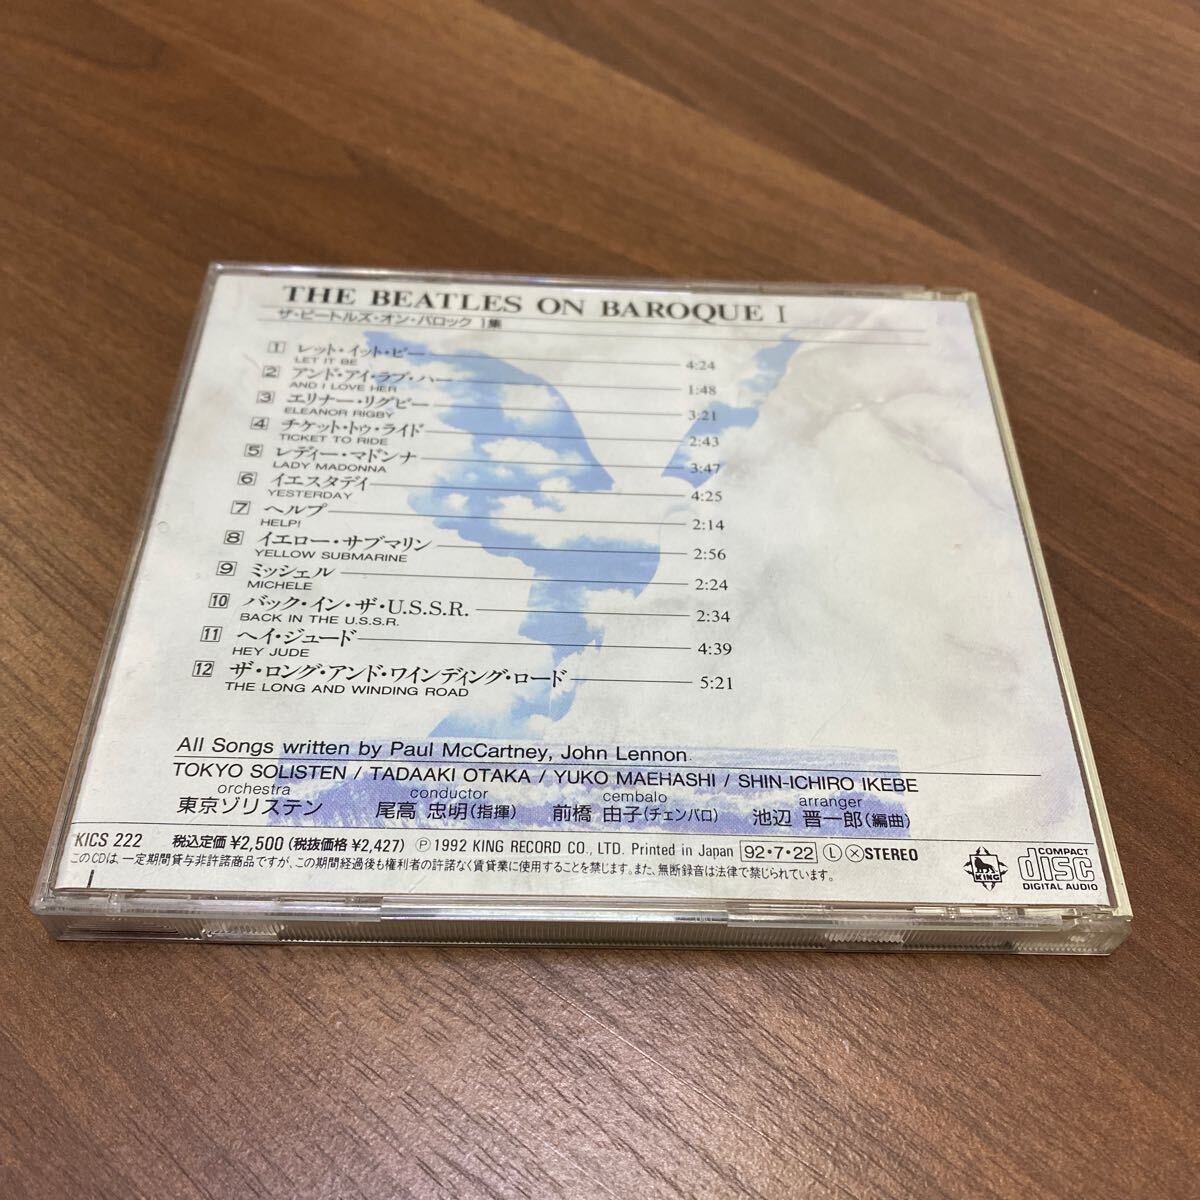 THE BEATLES ON BAROQUE I
ザ・ビートルズ・オン・バロック 1集
1 レット・イット・ビー 4:24
LET IT BE
2 アンド・アイ・ラブ・ハー 1:48
AND I LOVE HER
3 エリナー・リグビー 3:21
ELEANOR RIGBY
4 チケット・トゥ・ライド 2:43
TICKET TO RIDE
5 レディー・マドンナ 3:47
LADY MADONNA
6 イエスタデイ 4:25
YESTERDAY
7 ヘルプ 2:14
HELP!
8 イエロー・サブマリン 2:56
YELLOW SUBMARINE
9 ミッシェル 2:24
MICHELE
10 バック・イン・ザ・U.S.S.R. 2:34
BACK IN THE U.S.S.R.
11 ヘイ・ジュード 4:39
HEY JUDE
12 ザ・ロング・アンド・ワインディング・ロード 5:21
THE LONG AND WINDING ROAD
All Songs written by Paul McCartney, John Lennon.
TOKYO SOLISTEN / TADAAKI OTAKA / YUKO MAEHASHI / SHIN-ICHIRO IKEBE
orchestra conductor cembalo arranger
東京ゾリステン 尾高 忠明(指揮) 前橋 由子(チェンバロ) 池辺 晋一郎(編曲)
KICS 222 税込定価 ¥2,500 (税抜価格 ¥2,427) ℗ 1992 KING RECORD CO., LTD. Printed in Japan 92・7・22 Ⓛ ⓧ STEREO
このCDは、一定期間貸与非許諾商品ですが、この期間経過後も権利者の許諾なく賃貸業に使用することを禁じます。また、無断録音は法律で禁じられています。
KING
COMPACT
disc
DIGITAL AUDIO